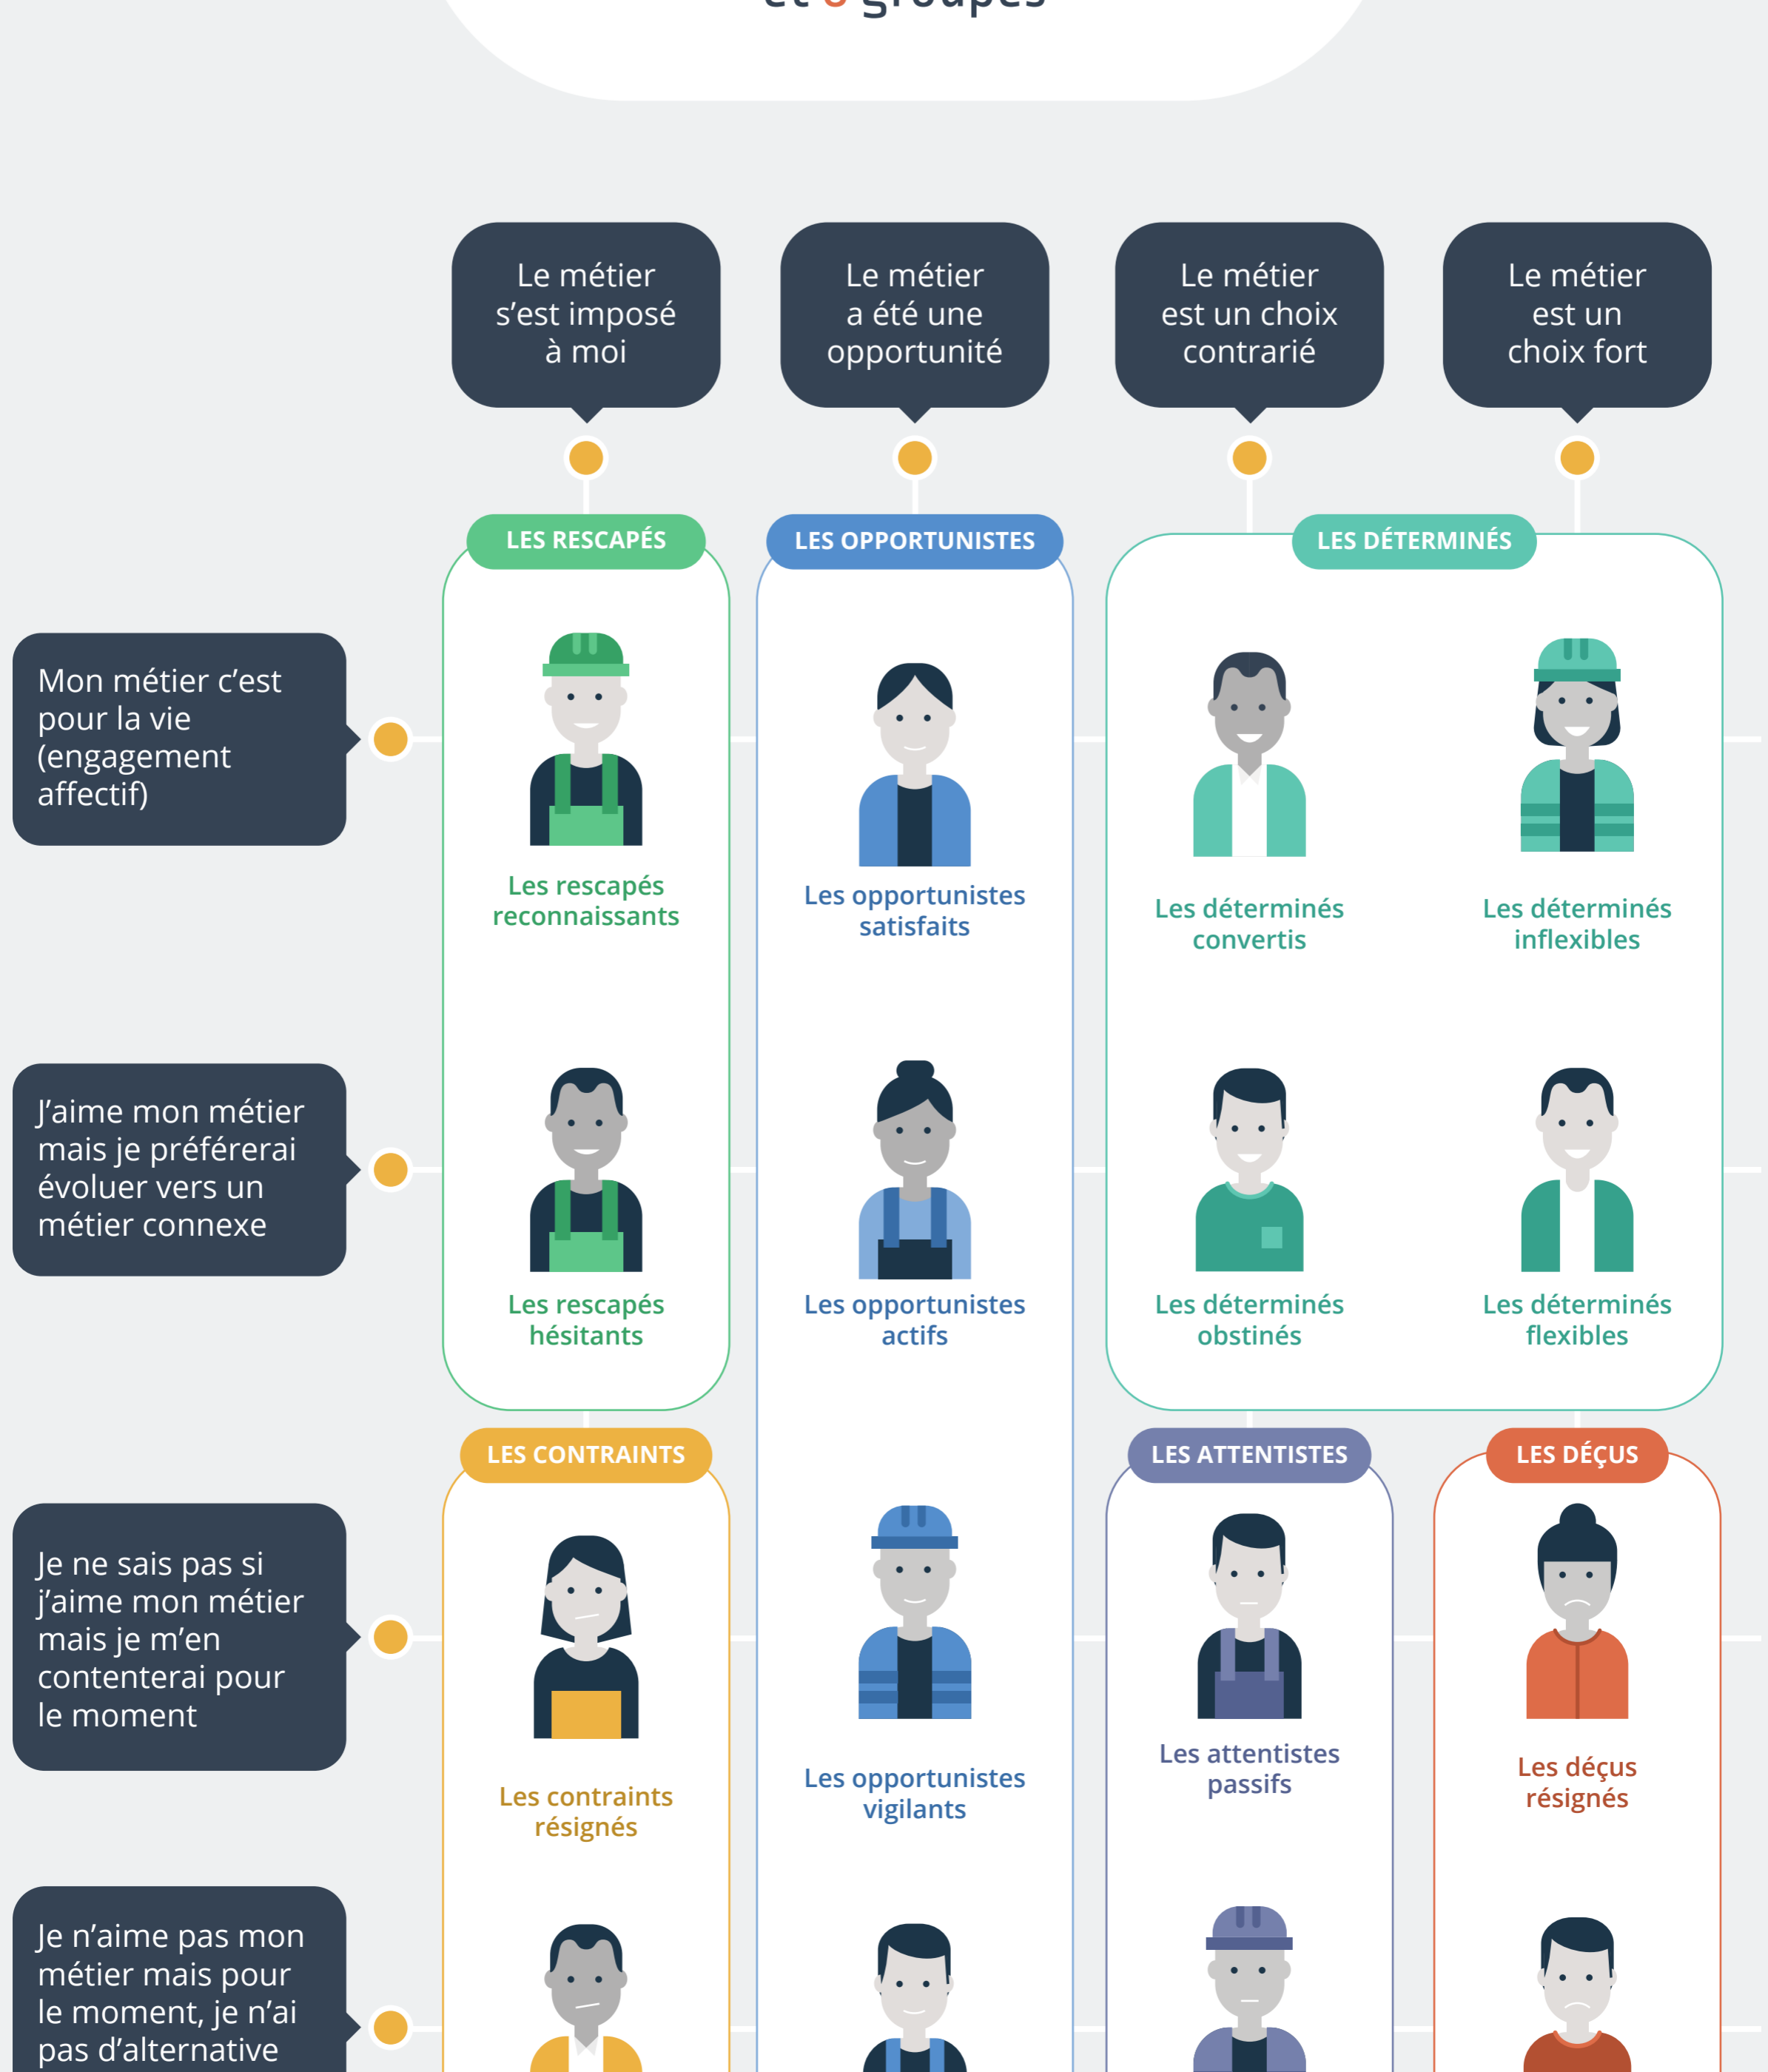 et 6 groupes
Le métier
s’est imposé
à moi
Le métier
a été une
opportunité
Le métier
est un choix
contrarié
Le métier
est un
choix fort
LES RESCAPÉS
LES OPPORTUNISTES
LES DÉTERMINÉS
Mon métier c’est
pour la vie
(engagement
affectif)
Les rescapés
reconnaissants
Les opportunistes
satisfaits
Les déterminés
convertis
Les déterminés
inflexibles
J’aime mon métier
mais je préférerai
évoluer vers un
métier connexe
Les rescapés
hésitants
Les opportunistes
actifs
Les déterminés
obstinés
Les déterminés
flexibles
LES CONTRAINTS
LES ATTENTISTES
LES DÉÇUS
Je ne sais pas si
j’aime mon métier
mais je m’en
contenterai pour
le moment
Les contraints
résignés
Les opportunistes
vigilants
Les attentistes
passifs
Les déçus
résignés
Je n’aime pas mon
métier mais pour
le moment, je n’ai
pas d’alternative